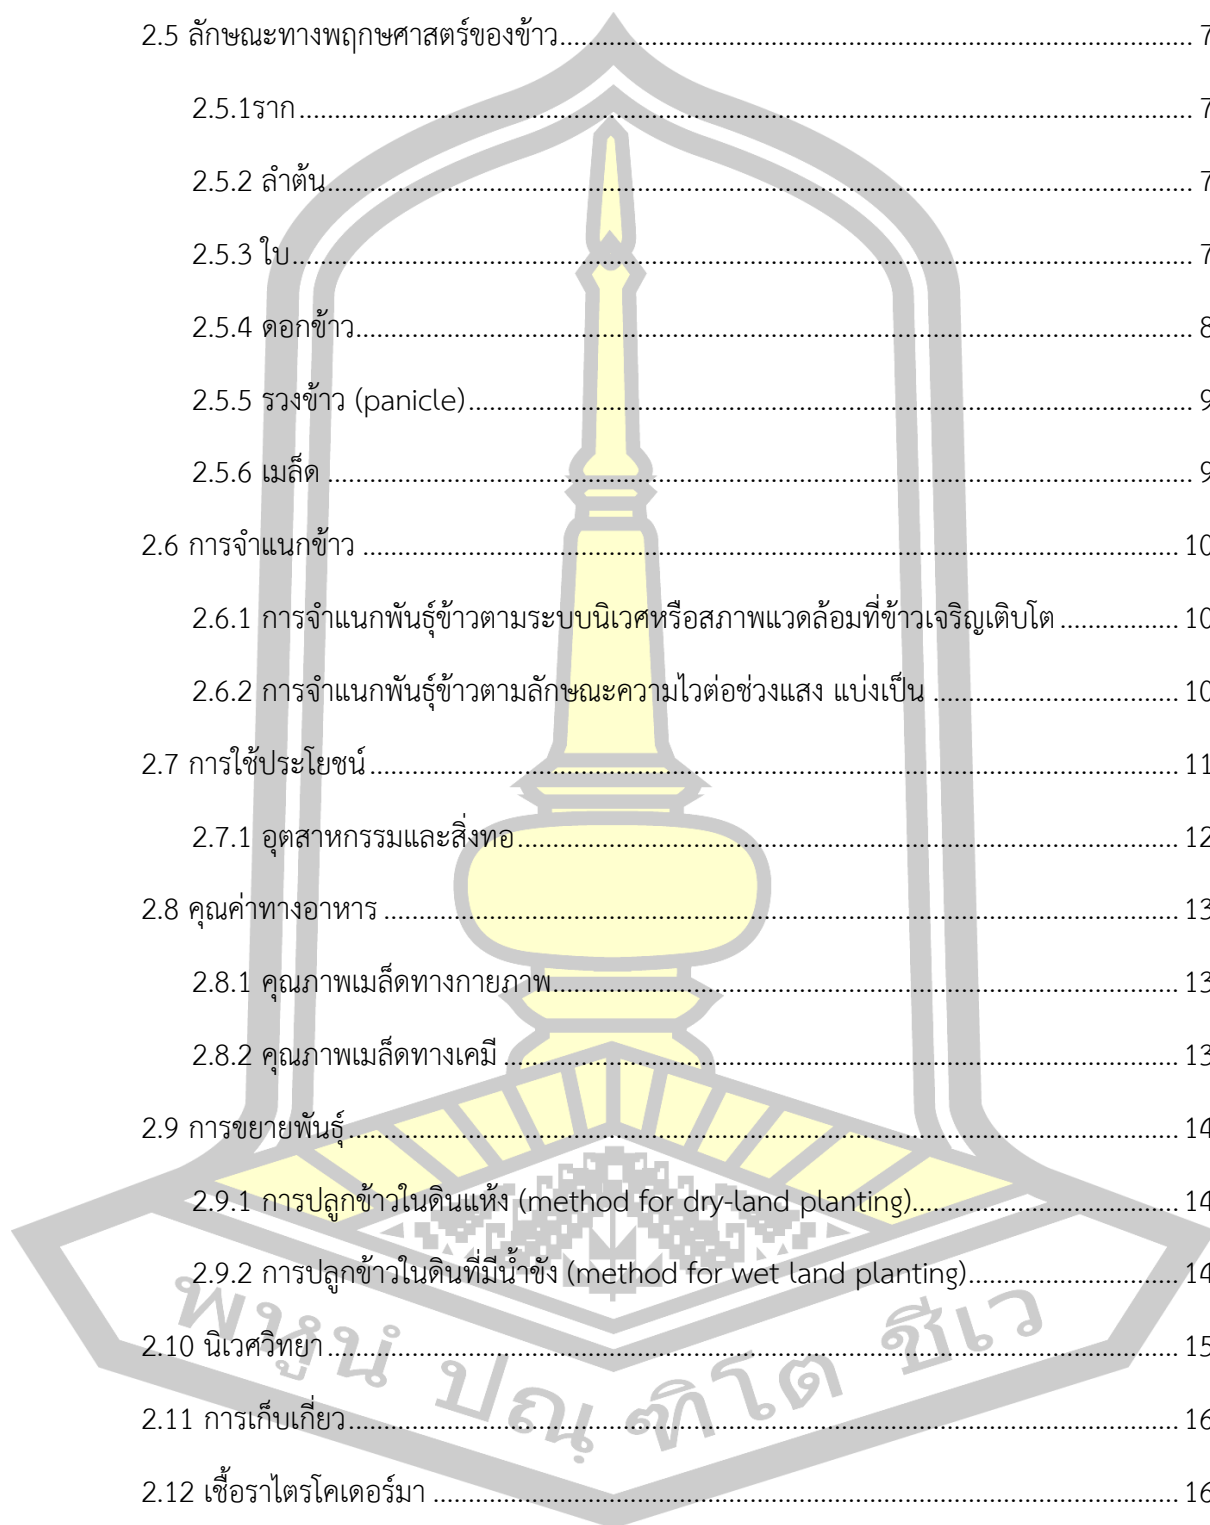 2.5 ลักษณะทางพฤกษศาสตร์ของข้าว........................................ 7
2.5.1ราก........................................ 7
2.5.2 ลำต้น........................................ 7
2.5.3 ใบ........................................ 7
2.5.4 ดอกข้าว........................................ 8
2.5.5 รวงข้าว (panicle)........................................ 9
2.5.6 เมล็ด ........................................ 9
2.6 การจำแนกข้าว ........................................ 10
2.6.1 การจำแนกพันธุ์ข้าวตามระบบนิเวศหรือสภาพแวดล้อมที่ข้าวเจริญเติบโต ................. 10
2.6.2 การจำแนกพันธุ์ข้าวตามลักษณะความไวต่อช่วงแสง แบ่งเป็น ........................ 10
2.7 การใช้ประโยชน์........................................ 11
2.7.1 อุตสาหกรรมและสิ่งทอ........................................ 12
2.8 คุณค่าทางอาหาร ........................................ 13
2.8.1 คุณภาพเมล็ดทางกายภาพ........................................ 13
2.8.2 คุณภาพเมล็ดทางเคมี ........................................ 13
2.9 การขยายพันธุ์........................................ 14
2.9.1 การปลูกข้าวในดินแห้ง (method for dry-land planting)........................ 14
2.9.2 การปลูกข้าวในดินที่มีน้ำขัง (method for wet land planting)........................ 14
2.10 นิเวศวิทยา........................................ 15
2.11 การเก็บเกี่ยว........................................ 16
2.12 เชื้อราไตรโคเดอร์มา ........................................ 16
พหูนํ ปณฺ ฑิโต ชีเว